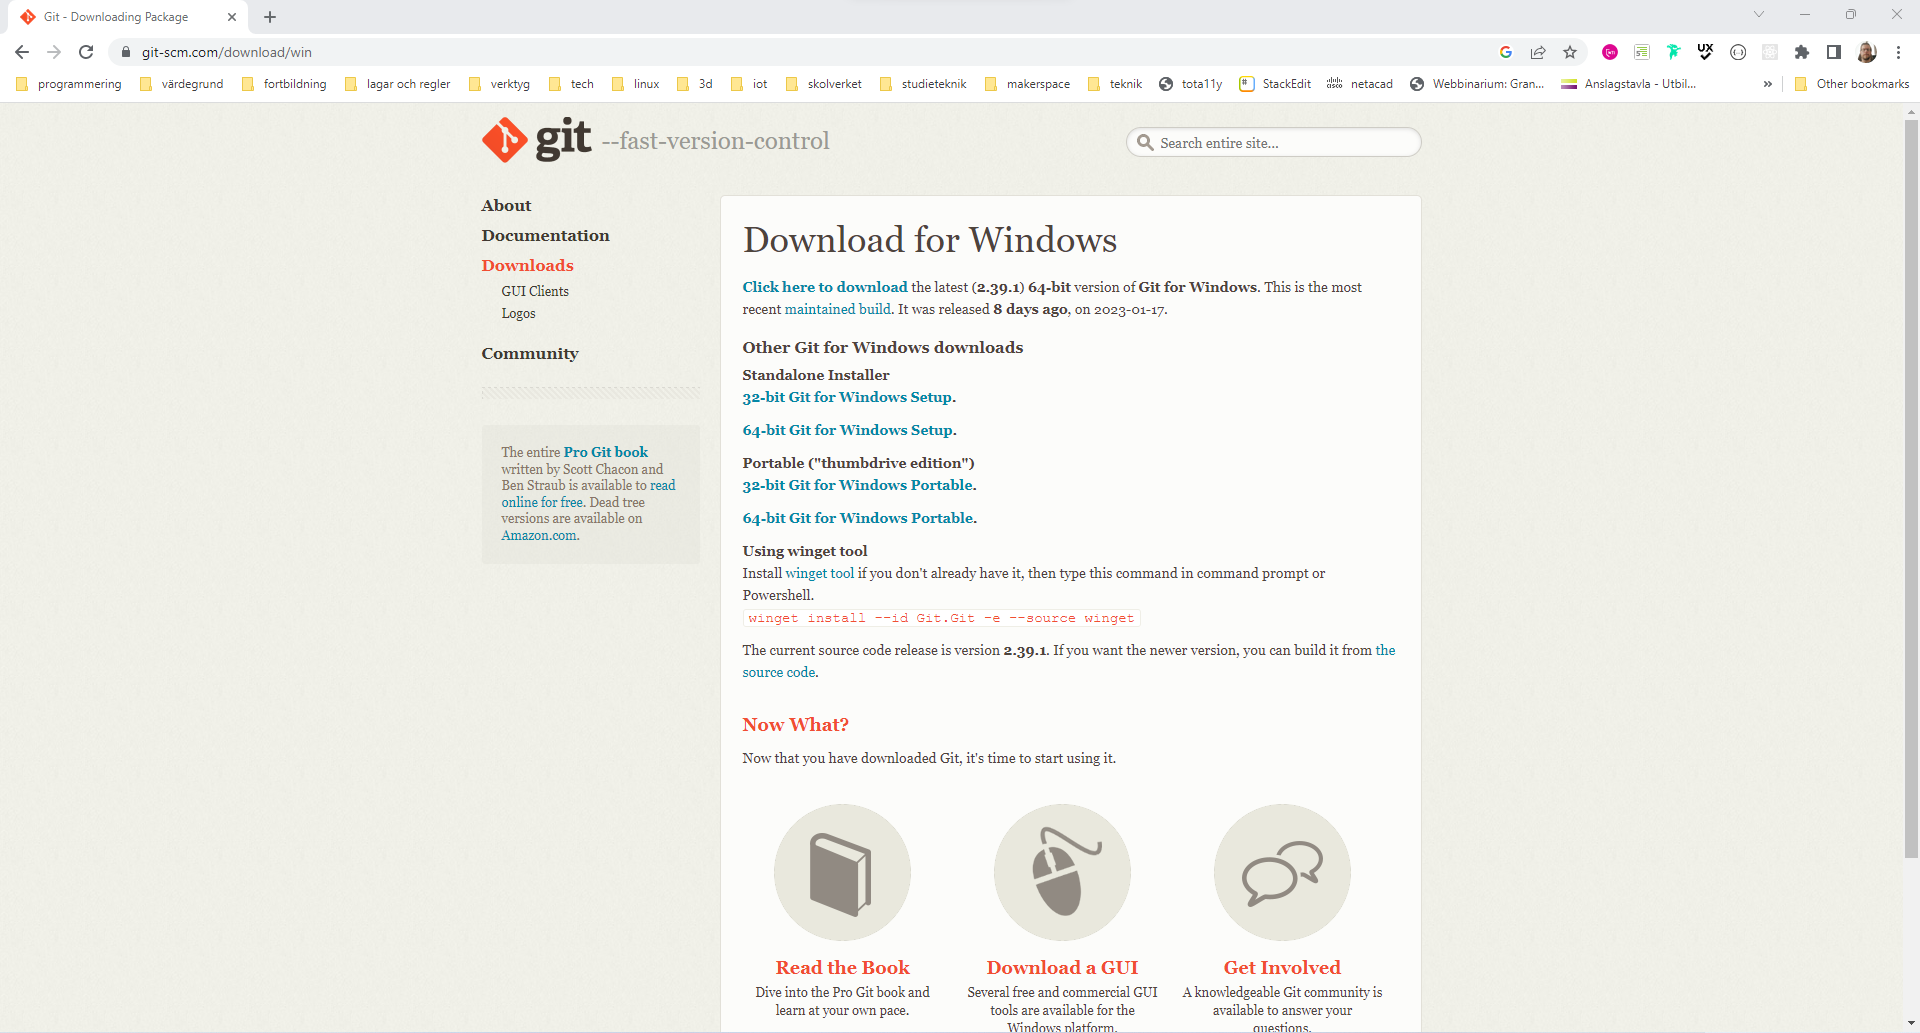 Git - Downloading Package
git-scm.com/download/win
programmering värdegrund fortbildning lagar och regler verktyg tech linux 3d iot skolverket studieteknik makerspace teknik tota11y StackEdit netacad Webbinarium: Gran... Anslagstavla - Utbil... » Other bookmarks
git --fast-version-control
Search entire site...
About
Documentation
Downloads
GUI Clients
Logos
Community
The entire Pro Git book
written by Scott Chacon and
Ben Straub is available to read
online for free. Dead tree
versions are available on
Amazon.com.
Download for Windows
Click here to download the latest (2.39.1) 64-bit version of Git for Windows. This is the most
recent maintained build. It was released 8 days ago, on 2023-01-17.
Other Git for Windows downloads
Standalone Installer
32-bit Git for Windows Setup.
64-bit Git for Windows Setup.
Portable ("thumbdrive edition")
32-bit Git for Windows Portable.
64-bit Git for Windows Portable.
Using winget tool
Install winget tool if you don't already have it, then type this command in command prompt or
Powershell.
winget install --id Git.Git -e --source winget
The current source code release is version 2.39.1. If you want the newer version, you can build it from the
source code.
Now What?
Now that you have downloaded Git, it's time to start using it.
Read the Book
Dive into the Pro Git book and
learn at your own pace.
Download a GUI
Several free and commercial GUI
tools are available for the
Windows platform.
Get Involved
A knowledgeable Git community is
available to answer your
questions.